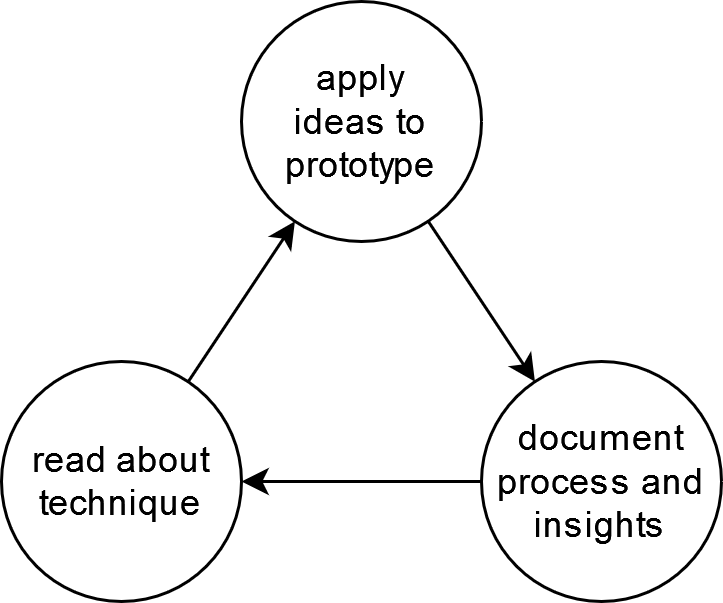 apply
ideas to
prototype
read about
technique
document
process and
insights